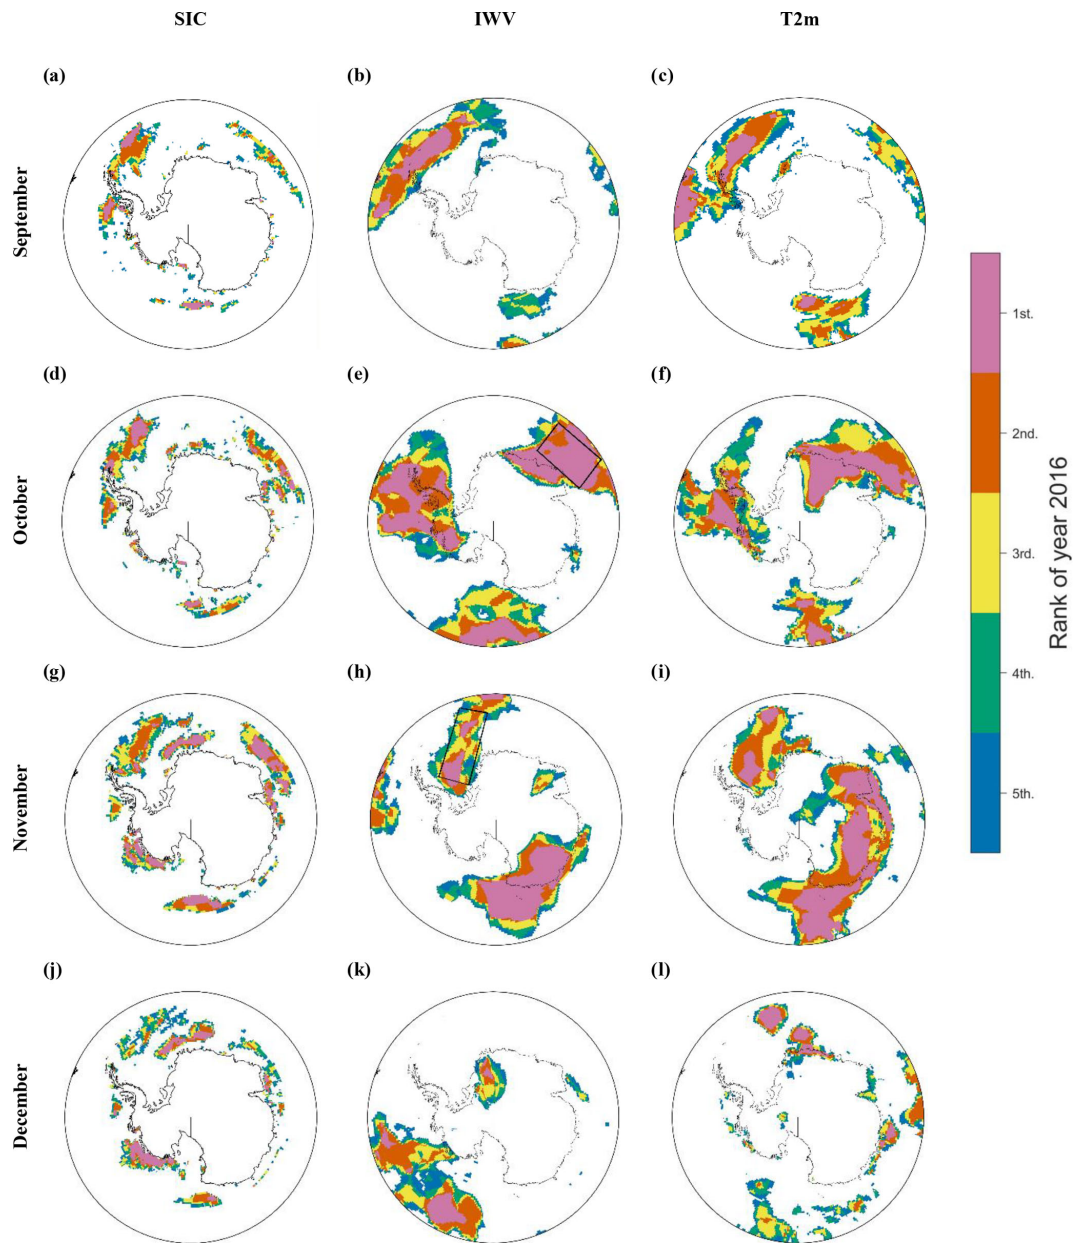 SIC IWV T2m
(a) (b) (c)
September
(d) (e) (f)
October
(g) (h) (i)
November
(j) (k) (l)
December
1st.
2nd.
3rd.
4th.
5th.
Rank of year 2016